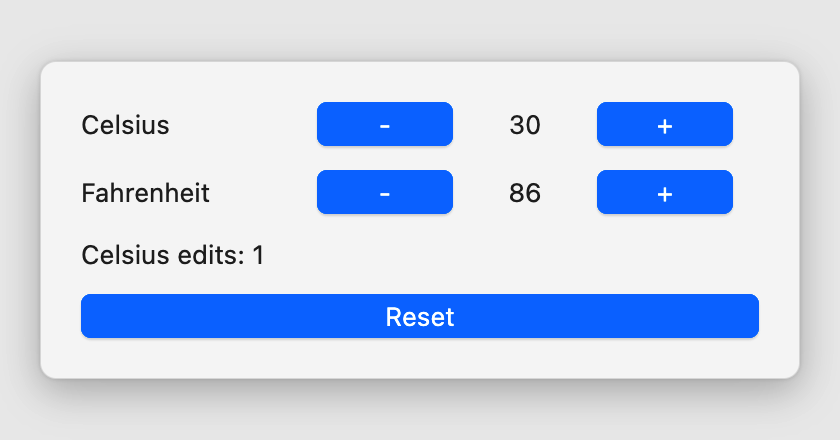 Celsius - 30 +
Fahrenheit - 86 +
Celsius edits: 1
Reset